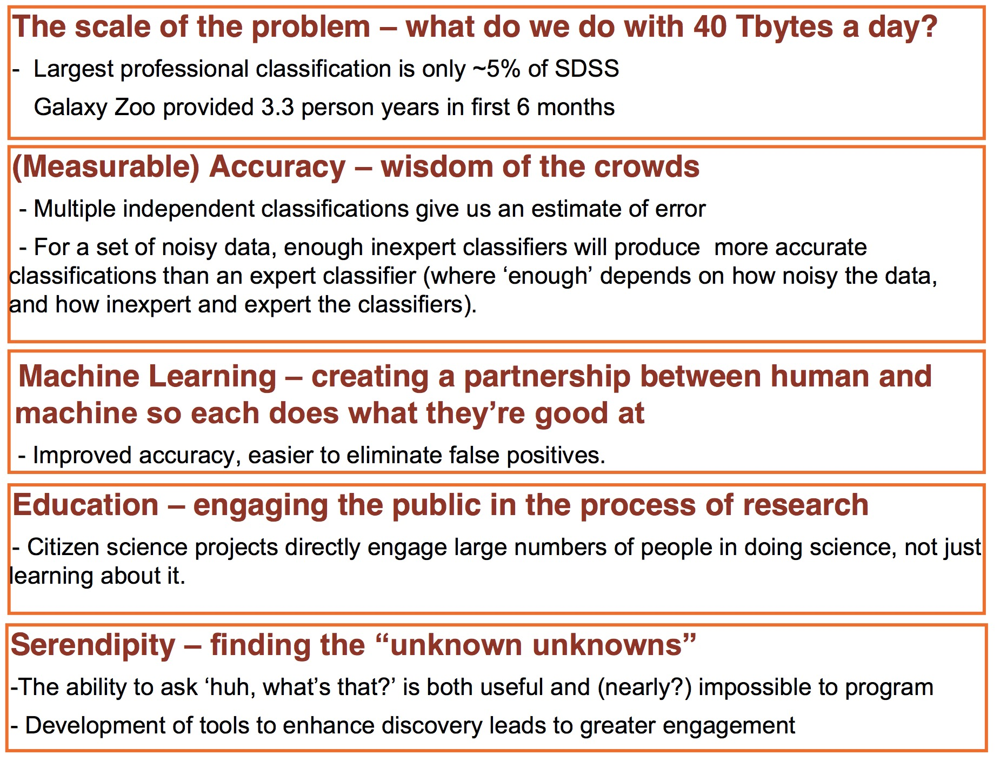 The scale of the problem – what do we do with 40 Tbytes a day?
- Largest professional classification is only ~5% of SDSS
Galaxy Zoo provided 3.3 person years in first 6 months
(Measurable) Accuracy – wisdom of the crowds
- Multiple independent classifications give us an estimate of error
- For a set of noisy data, enough inexpert classifiers will produce  more accurate
classifications than an expert classifier (where ‘enough’ depends on how noisy the data,
and how inexpert and expert the classifiers).
Machine Learning – creating a partnership between human and
machine so each does what they’re good at
- Improved accuracy, easier to eliminate false positives.
Education – engaging the public in the process of research
- Citizen science projects directly engage large numbers of people in doing science, not just
learning about it.
Serendipity – finding the “unknown unknowns”
-The ability to ask ‘huh, what’s that?’ is both useful and (nearly?) impossible to program
- Development of tools to enhance discovery leads to greater engagement